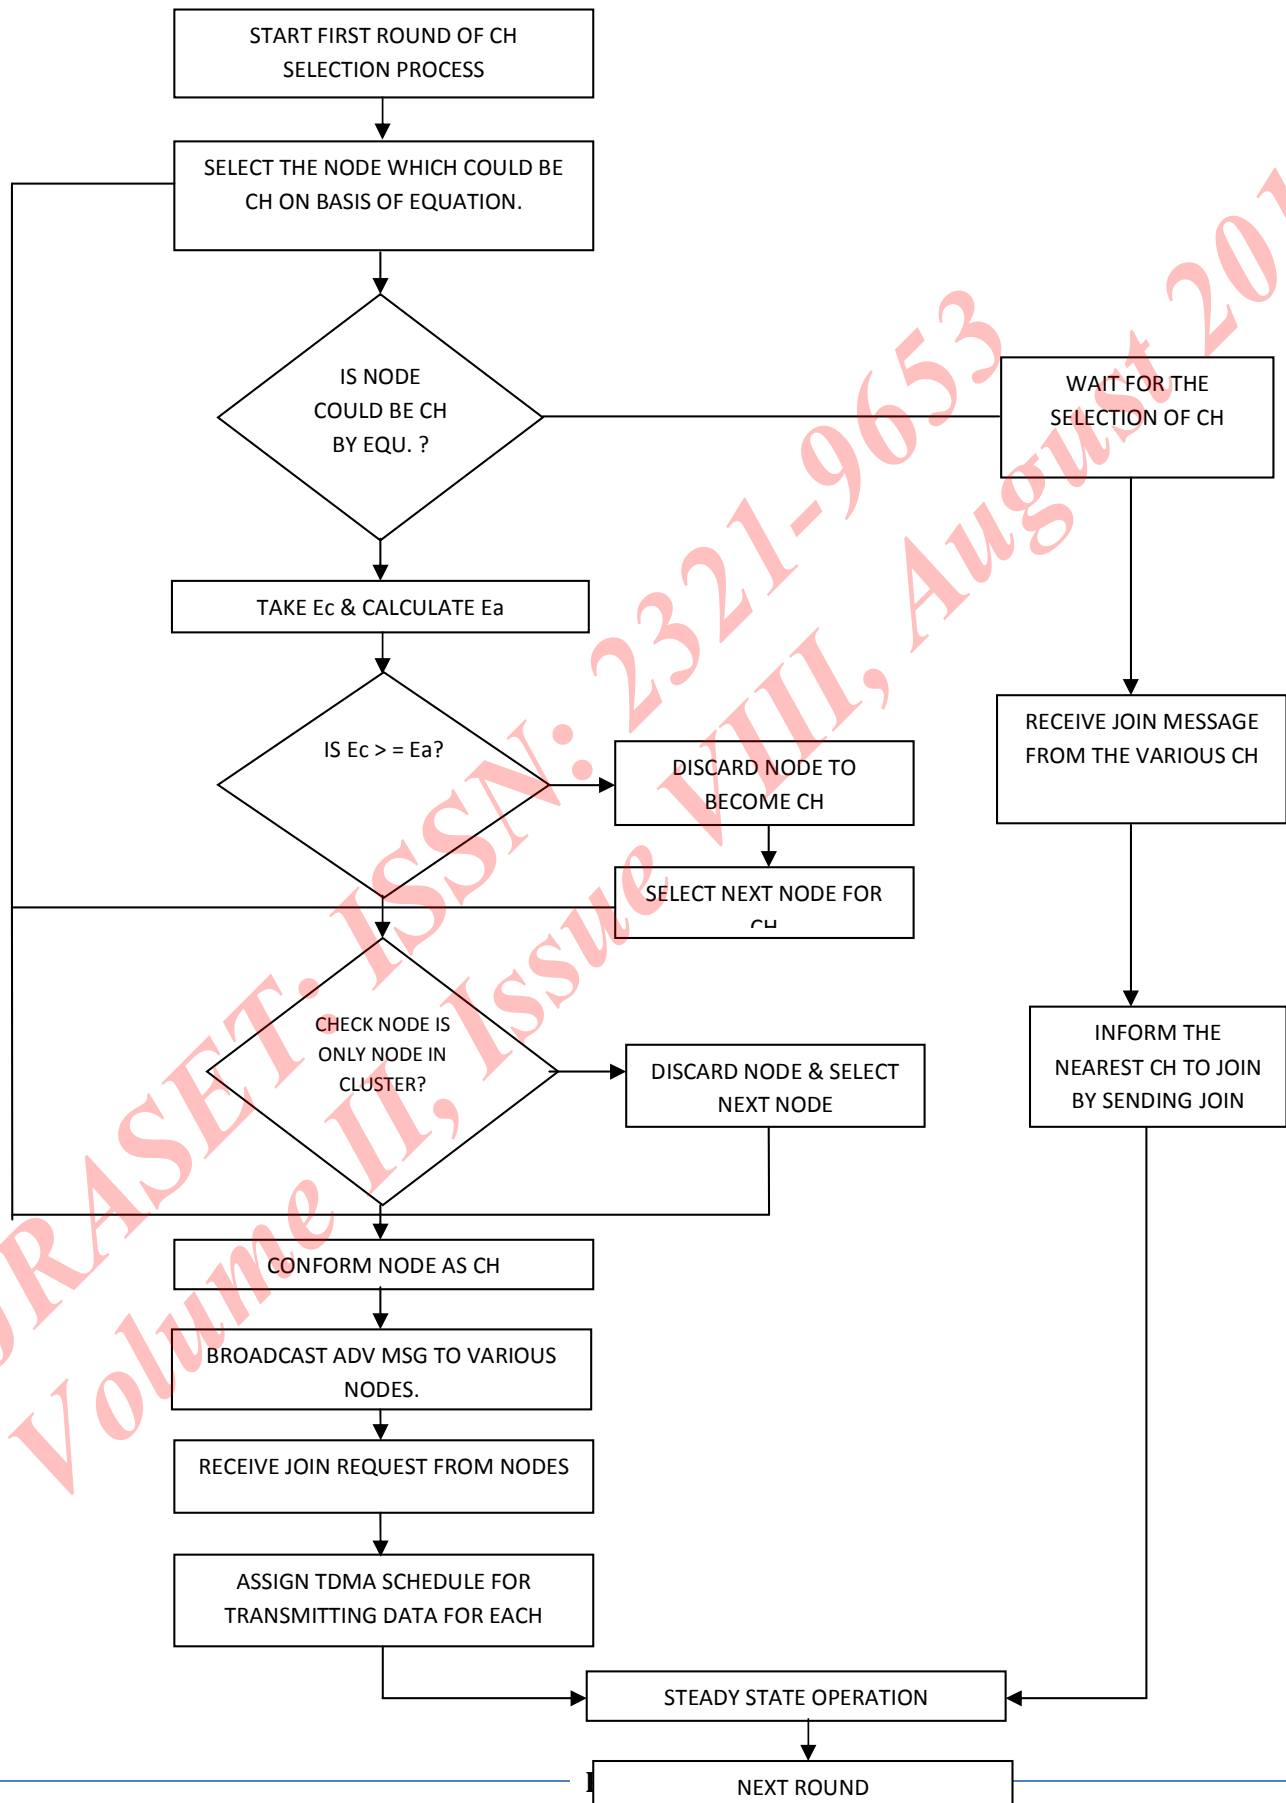 START FIRST ROUND OF CH
SELECTION PROCESS
SELECT THE NODE WHICH COULD BE
CH ON BASIS OF EQUATION.
IS NODE
COULD BE CH
BY EQU. ?
WAIT FOR THE
SELECTION OF CH
TAKE Ec & CALCULATE Ea
IS Ec > = Ea?
DISCARD NODE TO
BECOME CH
RECEIVE JOIN MESSAGE
FROM THE VARIOUS CH
SELECT NEXT NODE FOR
CH
CHECK NODE IS
ONLY NODE IN
CLUSTER?
DISCARD NODE & SELECT
NEXT NODE
INFORM THE
NEAREST CH TO JOIN
BY SENDING JOIN
CONFORM NODE AS CH
BROADCAST ADV MSG TO VARIOUS
NODES.
RECEIVE JOIN REQUEST FROM NODES
ASSIGN TDMA SCHEDULE FOR
TRANSMITTING DATA FOR EACH
STEADY STATE OPERATION
NEXT ROUND
RASET: ISSN: 2321-9653
Volume II, Issue VIII, August 201